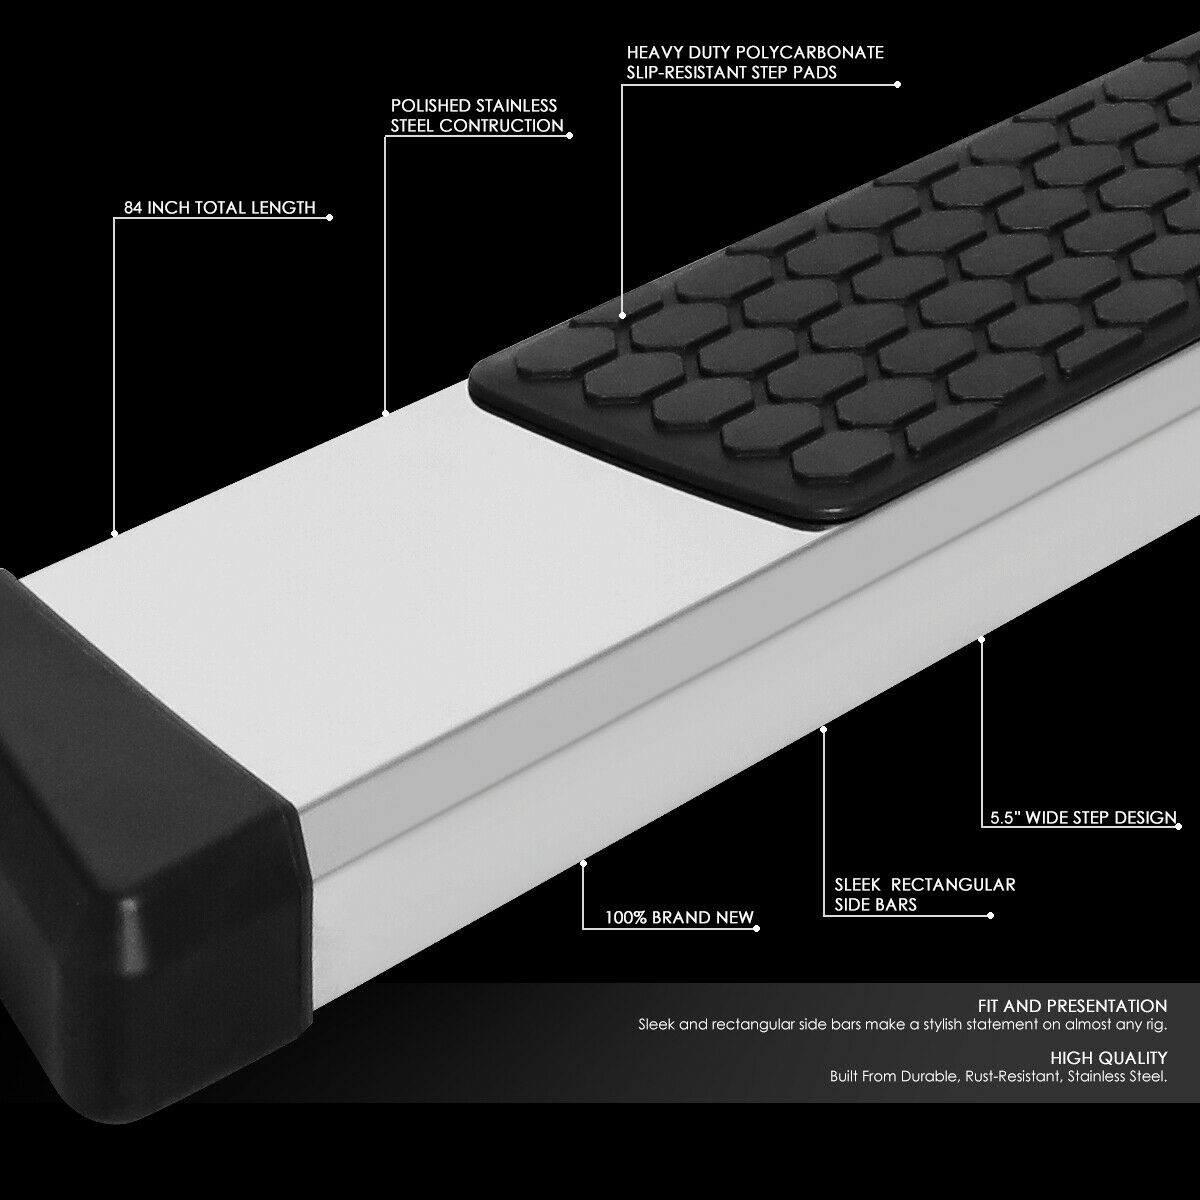 HEAVY DUTY POLYCARBONATE
SLIP-RESISTANT STEP PADS
POLISHED STAINLESS
STEEL CONTRUCTION
84 INCH TOTAL LENGTH
5.5" WIDE STEP DESIGN
SLEEK RECTANGULAR
SIDE BARS
100% BRAND NEW
FIT AND PRESENTATION
Sleek and rectangular side bars make a stylish statement on almost any rig.
HIGH QUALITY
Built From Durable, Rust-Resistant, Stainless Steel.